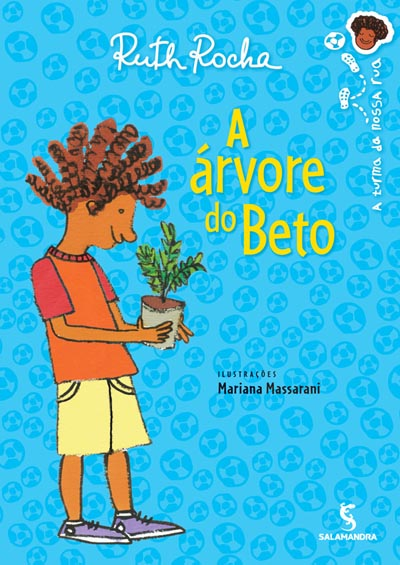 Ruth Rocha
A turma da nossa rua
A
árvore
do Beto
ILUSTRAÇÕES
Mariana Massarani
SALAMANDRA